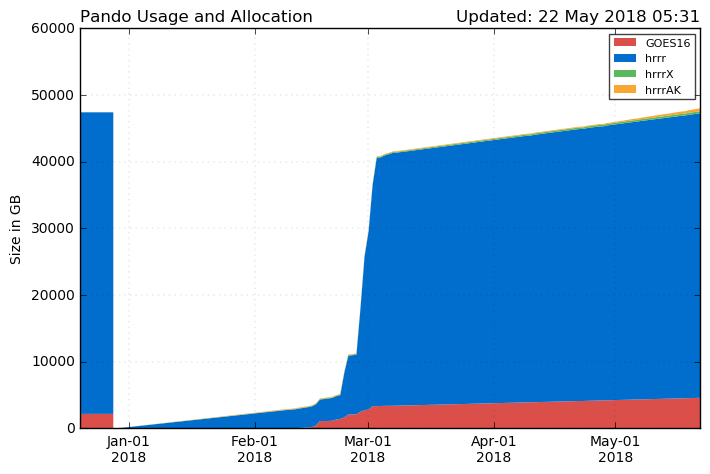 Pando Usage and Allocation
Updated: 22 May 2018 05:31
60000
50000
40000
30000
20000
10000
0
Size in GB
GOES16
hrrr
hrrrX
hrrrAK
Jan-01
2018
Feb-01
2018
Mar-01
2018
Apr-01
2018
May-01
2018